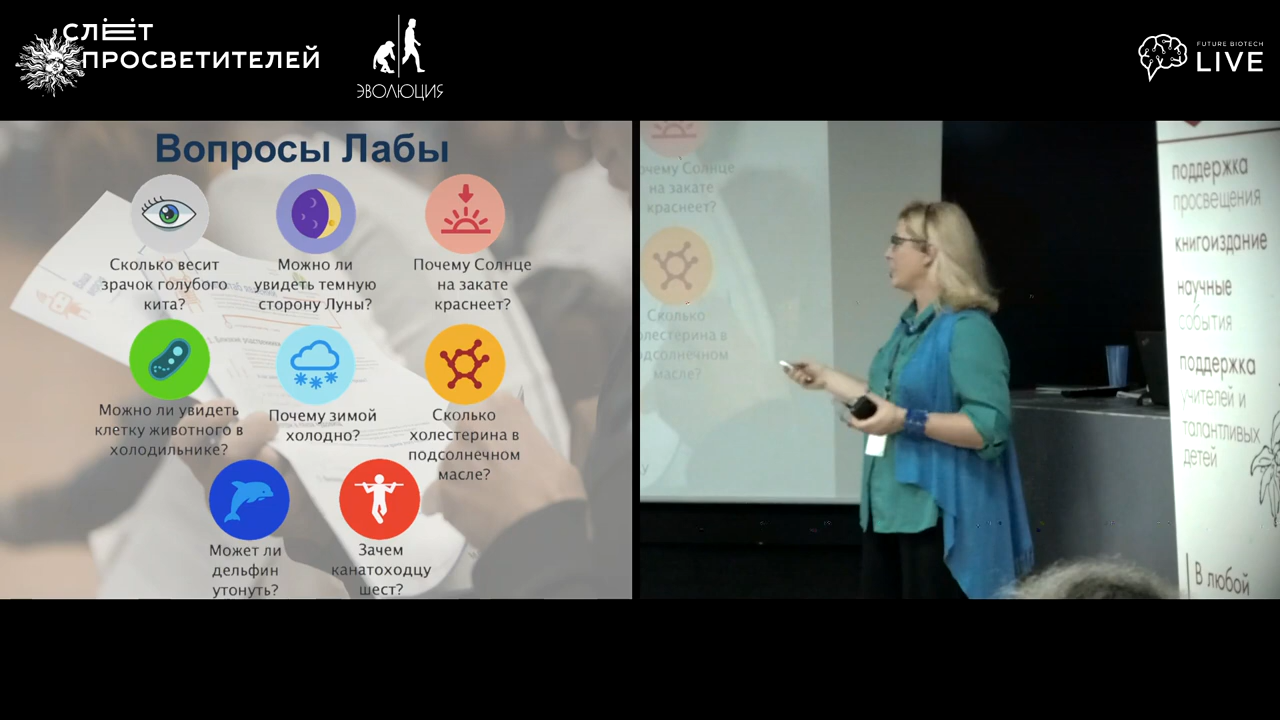 СЛЁТ
ПРОСВЕТИТЕЛЕЙ
ЭВОЛЮЦИЯ
FUTURE BIOTECH
LIVE
Вопросы Лабы
Сколько весит
зрачок голубого
кита?
Можно ли
увидеть темную
сторону Луны?
Почему Солнце
на закате
краснеет?
Можно ли увидеть
клетку животного в
холодильнике?
Почему зимой
холодно?
Сколько
холестерина в
подсолнечном
масле?
Может ли
дельфин
утонуть?
Зачем
канатоходцу
шест?
очему Солнце
на закате
краснеет?
Сколько
олестерина в
одсолнечном
масле?
поддержка
просвещения
книгоиздание
научные
события
поддержка
учителей и
талантливых
детей
В любой